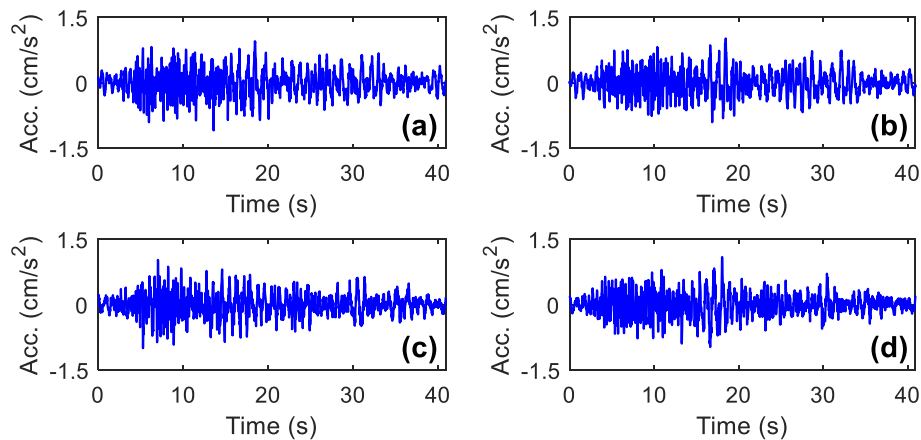 1.5
0
-1.5
Acc. (cm/s²)
0 10 20 30 40
Time (s)
(a)
1.5
0
-1.5
Acc. (cm/s²)
0 10 20 30 40
Time (s)
(b)
1.5
0
-1.5
Acc. (cm/s²)
0 10 20 30 40
Time (s)
(c)
1.5
0
-1.5
Acc. (cm/s²)
0 10 20 30 40
Time (s)
(d)